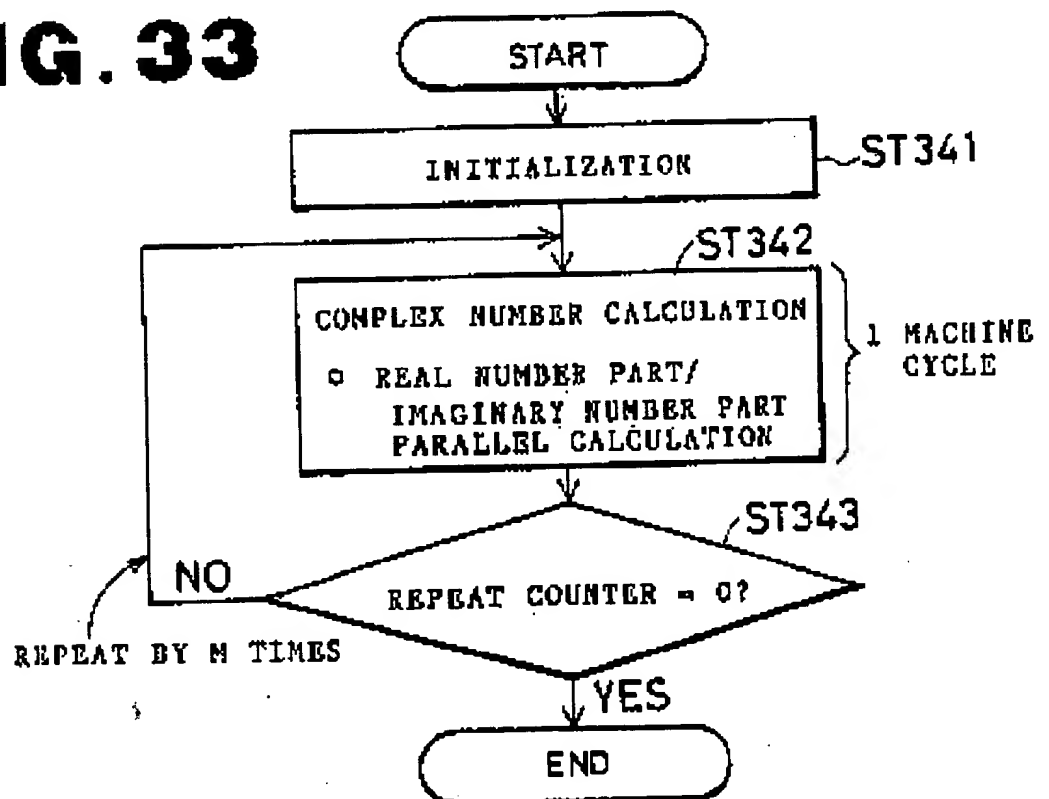 G.33
START
INITIALIZATION
ST341
ST342
COMPLEX NUMBER CALCULATION
REAL NUMBER PART/
IMAGINARY NUMBER PART
PARALLEL CALCULATION
1 MACHINE
CYCLE
ST343
REPEAT COUNTER = 0?
NO
REPEAT BY M TIMES
YES
END